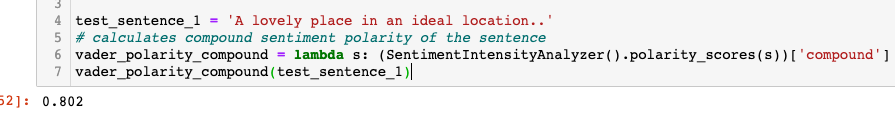 3
4 test_sentence_1 = 'A lovely place in an ideal location..'
5 # calculates compound sentiment polarity of the sentence
6 vader_polarity_compound = lambda s: (SentimentIntensityAnalyzer().polarity_scores(s))['compound']
7 vader_polarity_compound(test_sentence_1)
52]: 0.802